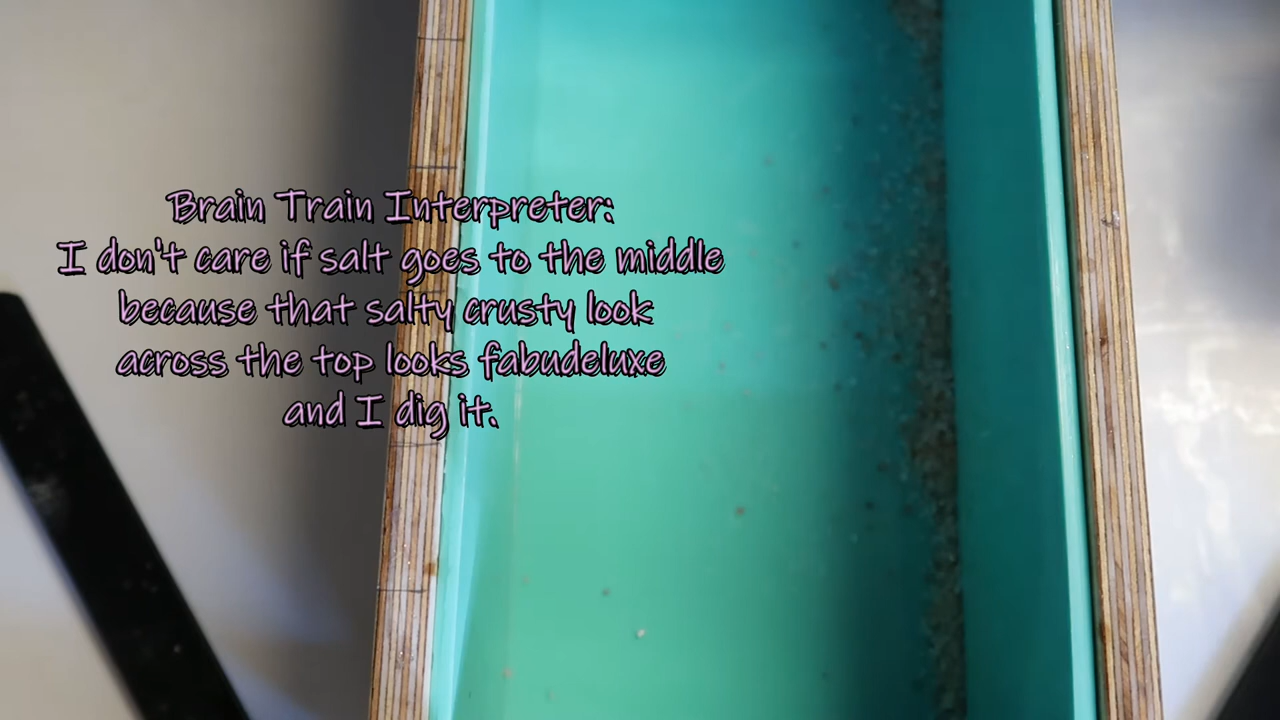 Brain Train Interpreter:
I don't care if salt goes to the middle
because that salty crusty look
across the top looks fabudeluxe
and I dig it.